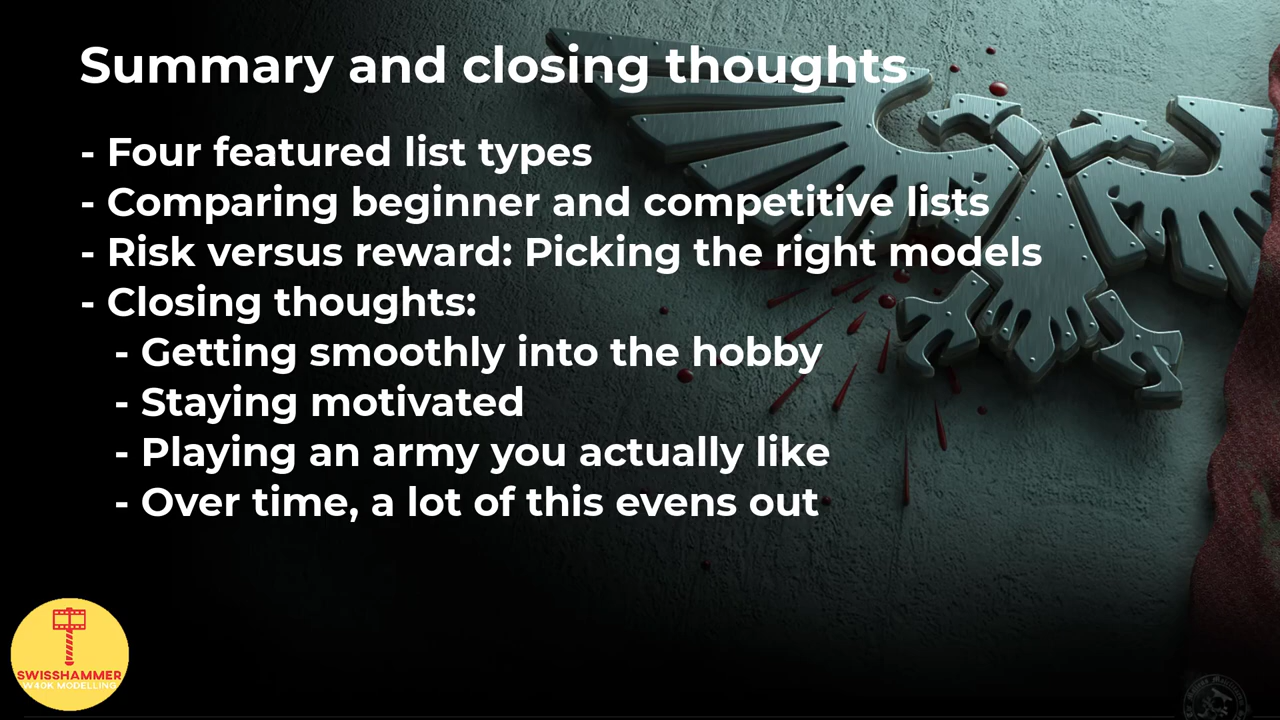 Summary and closing thoughts
- Four featured list types
- Comparing beginner and competitive lists
- Risk versus reward: Picking the right models
- Closing thoughts:
- Getting smoothly into the hobby
- Staying motivated
- Playing an army you actually like
- Over time, a lot of this evens out
SWISSHAMMER
W40K MODELLING